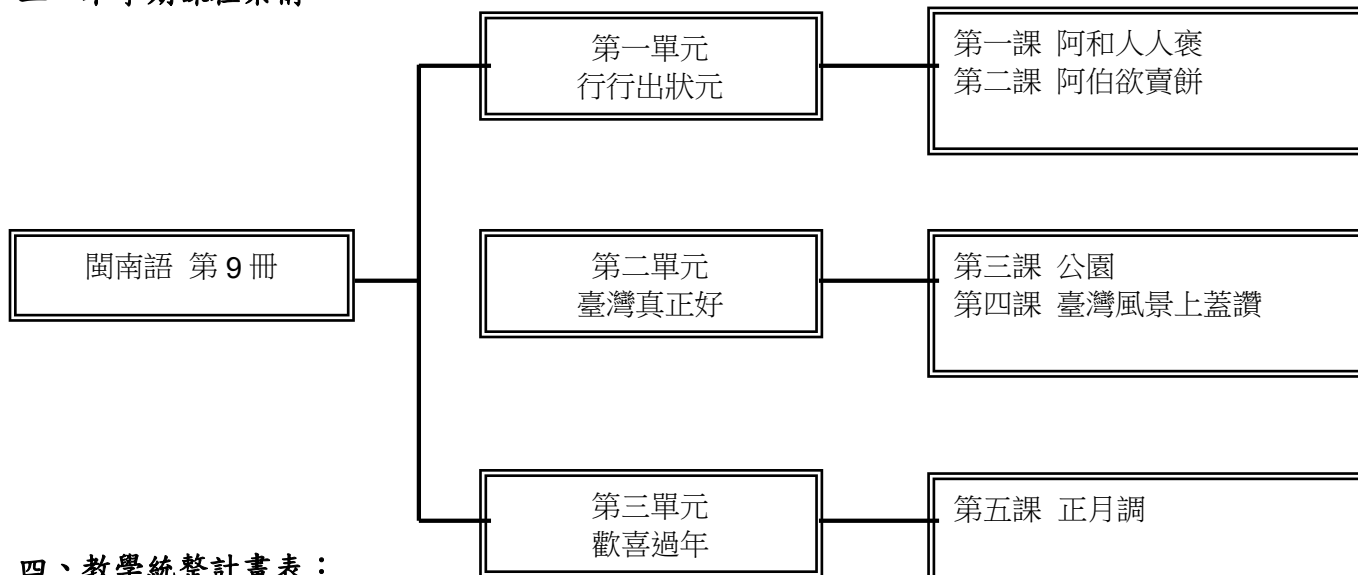 第一單元
行行出狀元
第一課 阿和人人褒
第二課 阿伯欲賣餅
閩南語 第9冊
第二單元
臺灣真正好
第三課 公園
第四課 臺灣風景上蓋讚
第三單元
歡喜過年
第五課 正月調
四、教學統整計畫表：